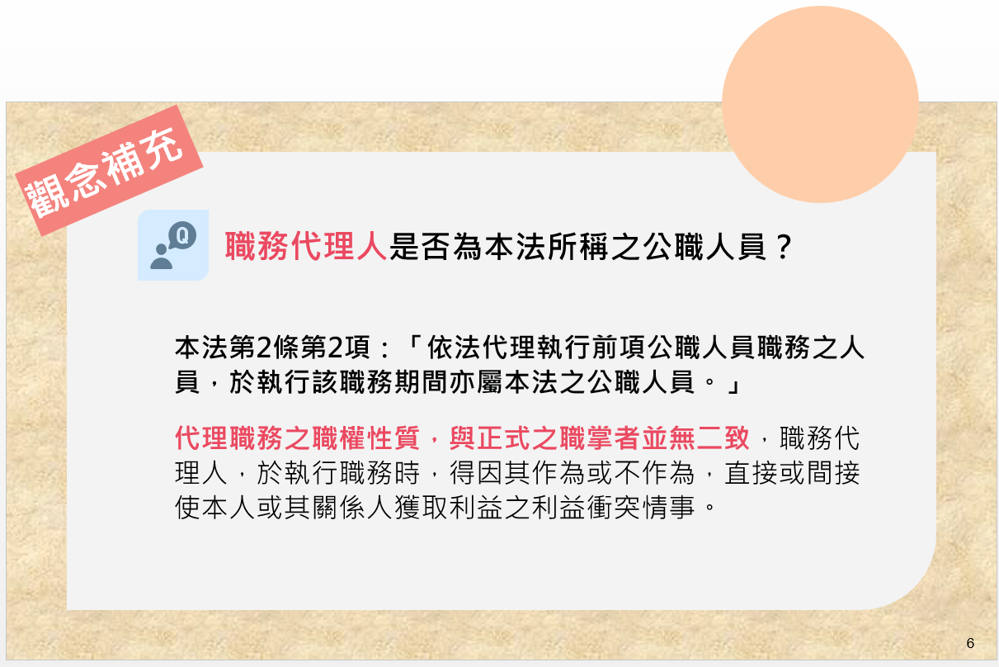 觀念補充
Q
職務代理人是否為本法所稱之公職人員？
本法第2條第2項：「依法代理執行前項公職人員職務之人
員，於執行該職務期間亦屬本法之公職人員。」
代理職務之職權性質，與正式之職掌者並無二致，職務代
理人，於執行職務時，得因其作為或不作為，直接或間接
使本人或其關係人獲取利益之利益衝突情事。
6